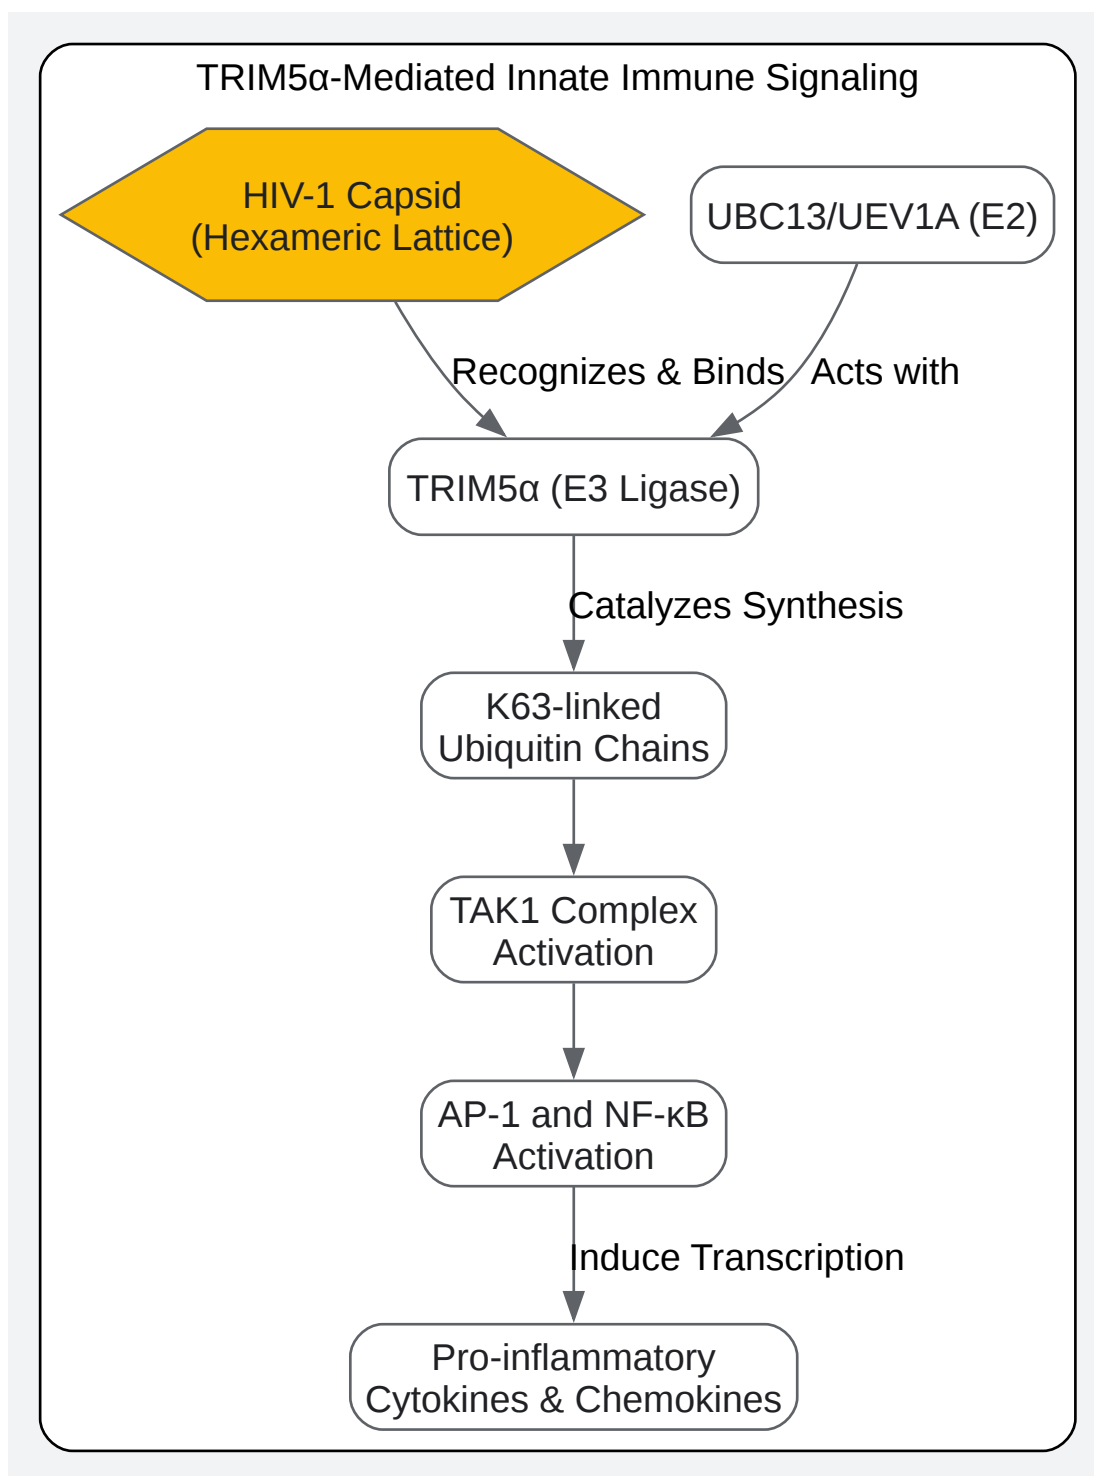 TRIM5α-Mediated Innate Immune Signaling
HIV-1 Capsid
(Hexameric Lattice)
UBC13/UEV1A (E2)
Recognizes & Binds
Acts with
TRIM5α (E3 Ligase)
Catalyzes Synthesis
K63-linked
Ubiquitin Chains
TAK1 Complex
Activation
AP-1 and NF-κB
Activation
Induce Transcription
Pro-inflammatory
Cytokines & Chemokines